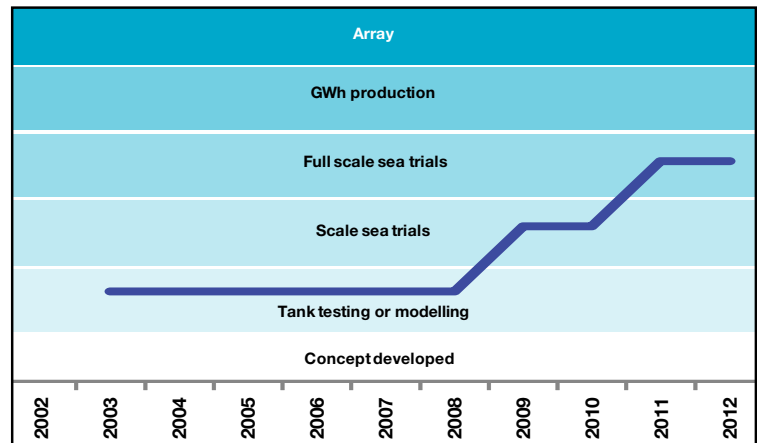 Array
GWh production
Full scale sea trials
Scale sea trials
Tank testing or modelling
Concept developed
2002
2003
2004
2005
2006
2007
2008
2009
2010
2011
2012